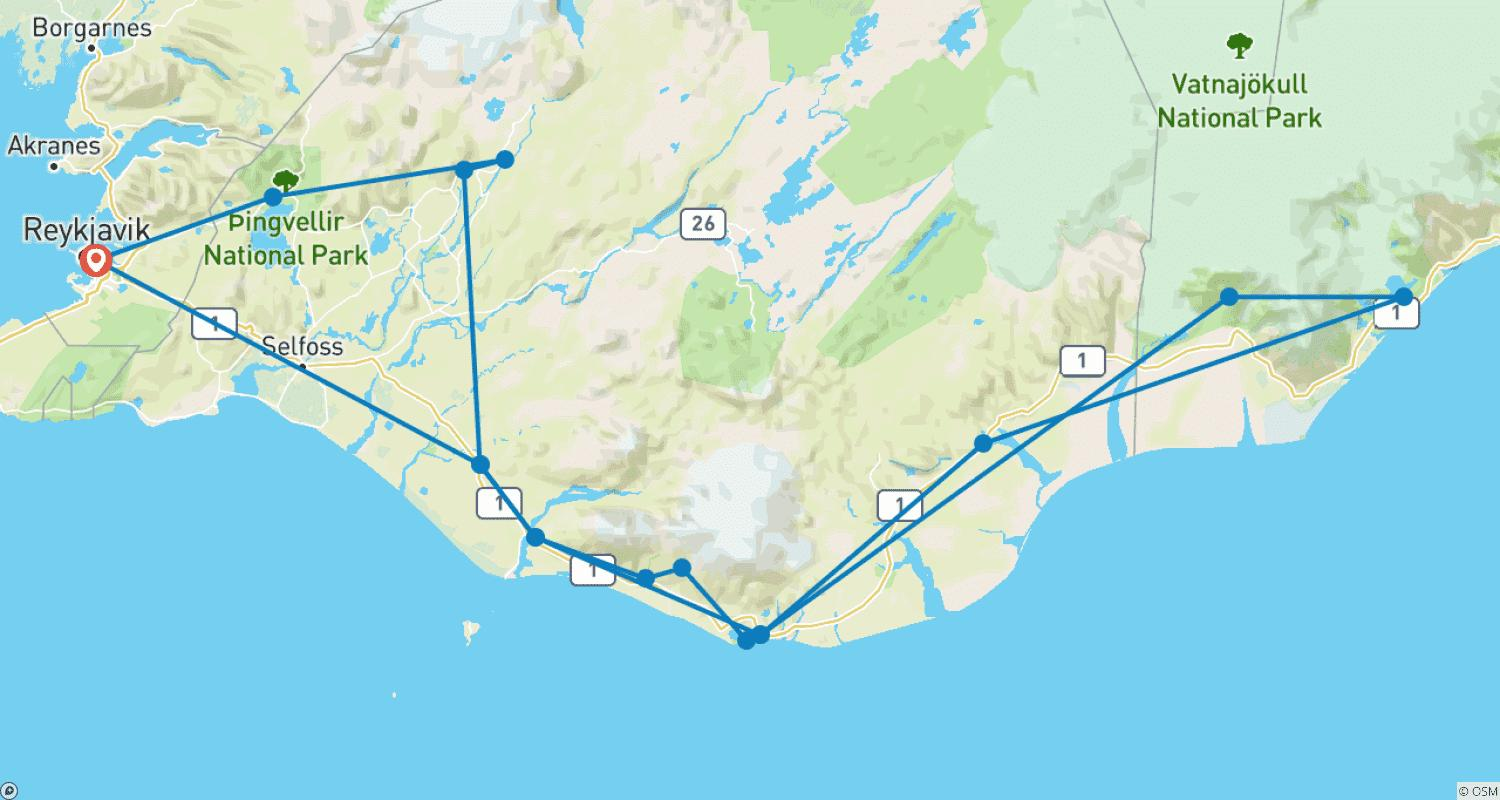 Borgarnes
Vatnajökull
National Park
Akranes
Reykjavik
Þingvellir
National Park
26
1
Selfoss
1
1
1
1
1
© OSM